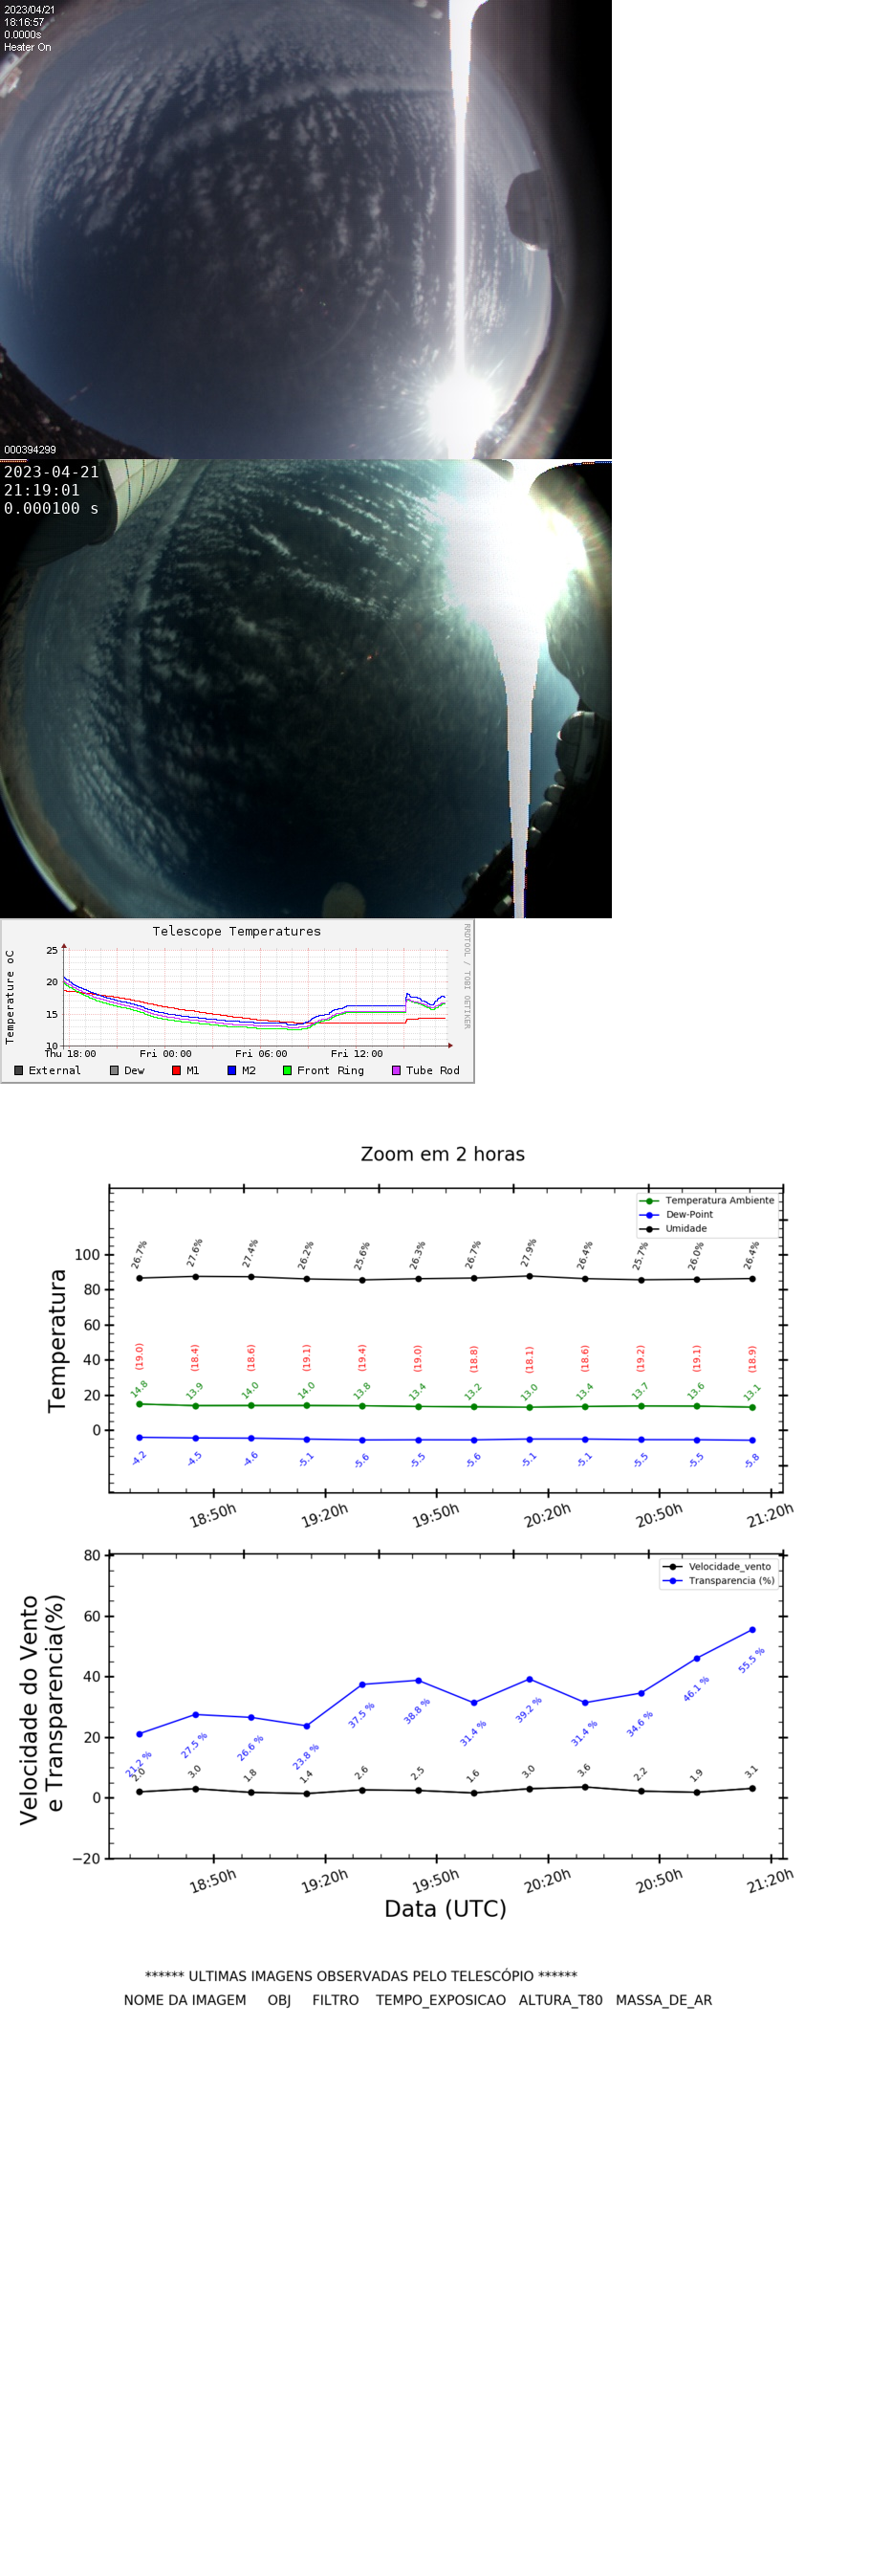 2023/04/21
18:16:57
0.0000s
Heater On
000394299
2023-04-21
21:19:01
0.000100 s
Telescope Temperatures
RRDTOOL / TOBI OETIKER
Temperature oC
25
20
15
10
Thu 18:00 Fri 00:00 Fri 06:00 Fri 12:00
External Dew M1 M2 Front Ring Tube Rod
Zoom em 2 horas
Temperatura Ambiente
Dew-Point
Umidade
Temperatura
100
80
60
40
20
0
26.7% 27.6% 27.4% 26.2% 25.6% 26.3% 26.7% 27.9% 26.4% 25.7% 26.0% 26.4%
(19.0) (18.4) (18.6) (19.1) (19.4) (19.0) (18.8) (18.1) (18.6) (19.2) (19.1) (18.9)
14.8 13.9 14.0 14.0 13.8 13.4 13.2 13.0 13.4 13.7 13.6 13.1
-4.2 -4.5 -4.6 -5.1 -5.6 -5.5 -5.6 -5.1 -5.1 -5.5 -5.5 -5.8
18:50h 19:20h 19:50h 20:20h 20:50h 21:20h
Velocidade_vento
Transparencia (%)
Velocidade do Vento
e Transparencia(%)
80
60
40
20
0
−20
21.2 % 27.5 % 26.6 % 23.8 % 37.5 % 38.8 % 31.4 % 39.2 % 31.4 % 34.6 % 46.1 % 55.5 %
2.0 3.0 1.8 1.4 2.6 2.5 1.6 3.0 3.6 2.2 1.9 3.1
18:50h 19:20h 19:50h 20:20h 20:50h 21:20h
Data (UTC)
****** ULTIMAS IMAGENS OBSERVADAS PELO TELESCÓPIO ******
NOME DA IMAGEM OBJ FILTRO TEMPO_EXPOSICAO ALTURA_T80 MASSA_DE_AR